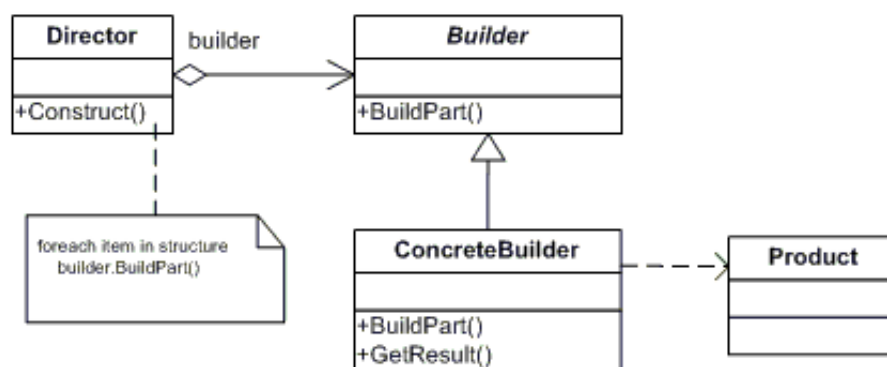 Director
builder
Builder
+Construct()
+BuildPart()
foreach item in structure
builder.BuildPart()
ConcreteBuilder
Product
+BuildPart()
+GetResult()